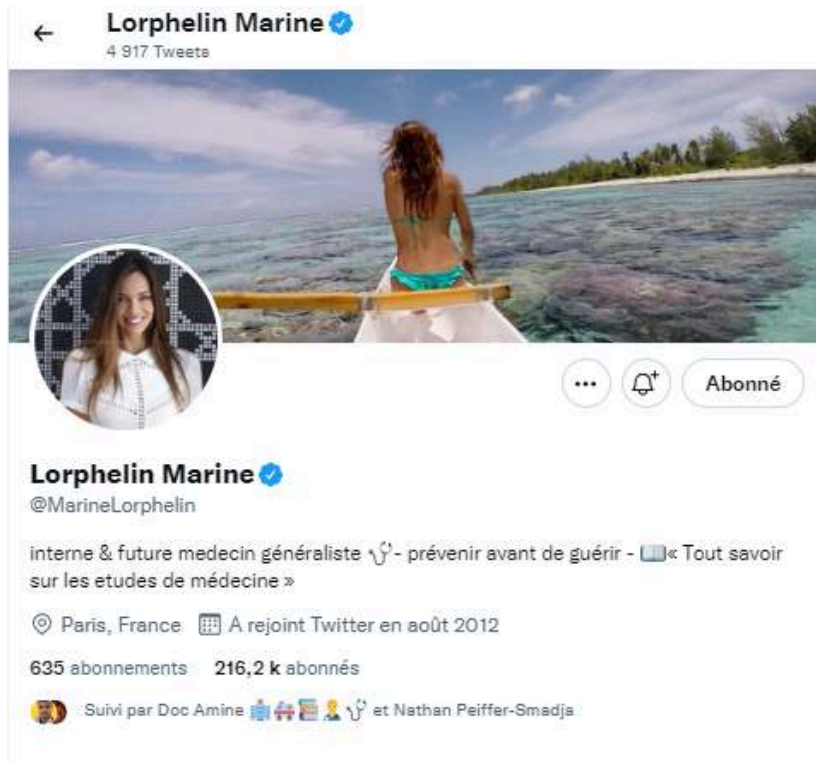 Lorphelin Marine
4 917 Tweets
Abonné
Lorphelin Marine
@MarineLorphelin
interne & future medecin généraliste 🩺- prévenir avant de guérir - 📖« Tout savoir
sur les etudes de médecine »
Paris, France A rejoint Twitter en août 2012
635 abonnements 216,2 k abonnés
Suivi par Doc Amine et Nathan Peiffer-Smadja